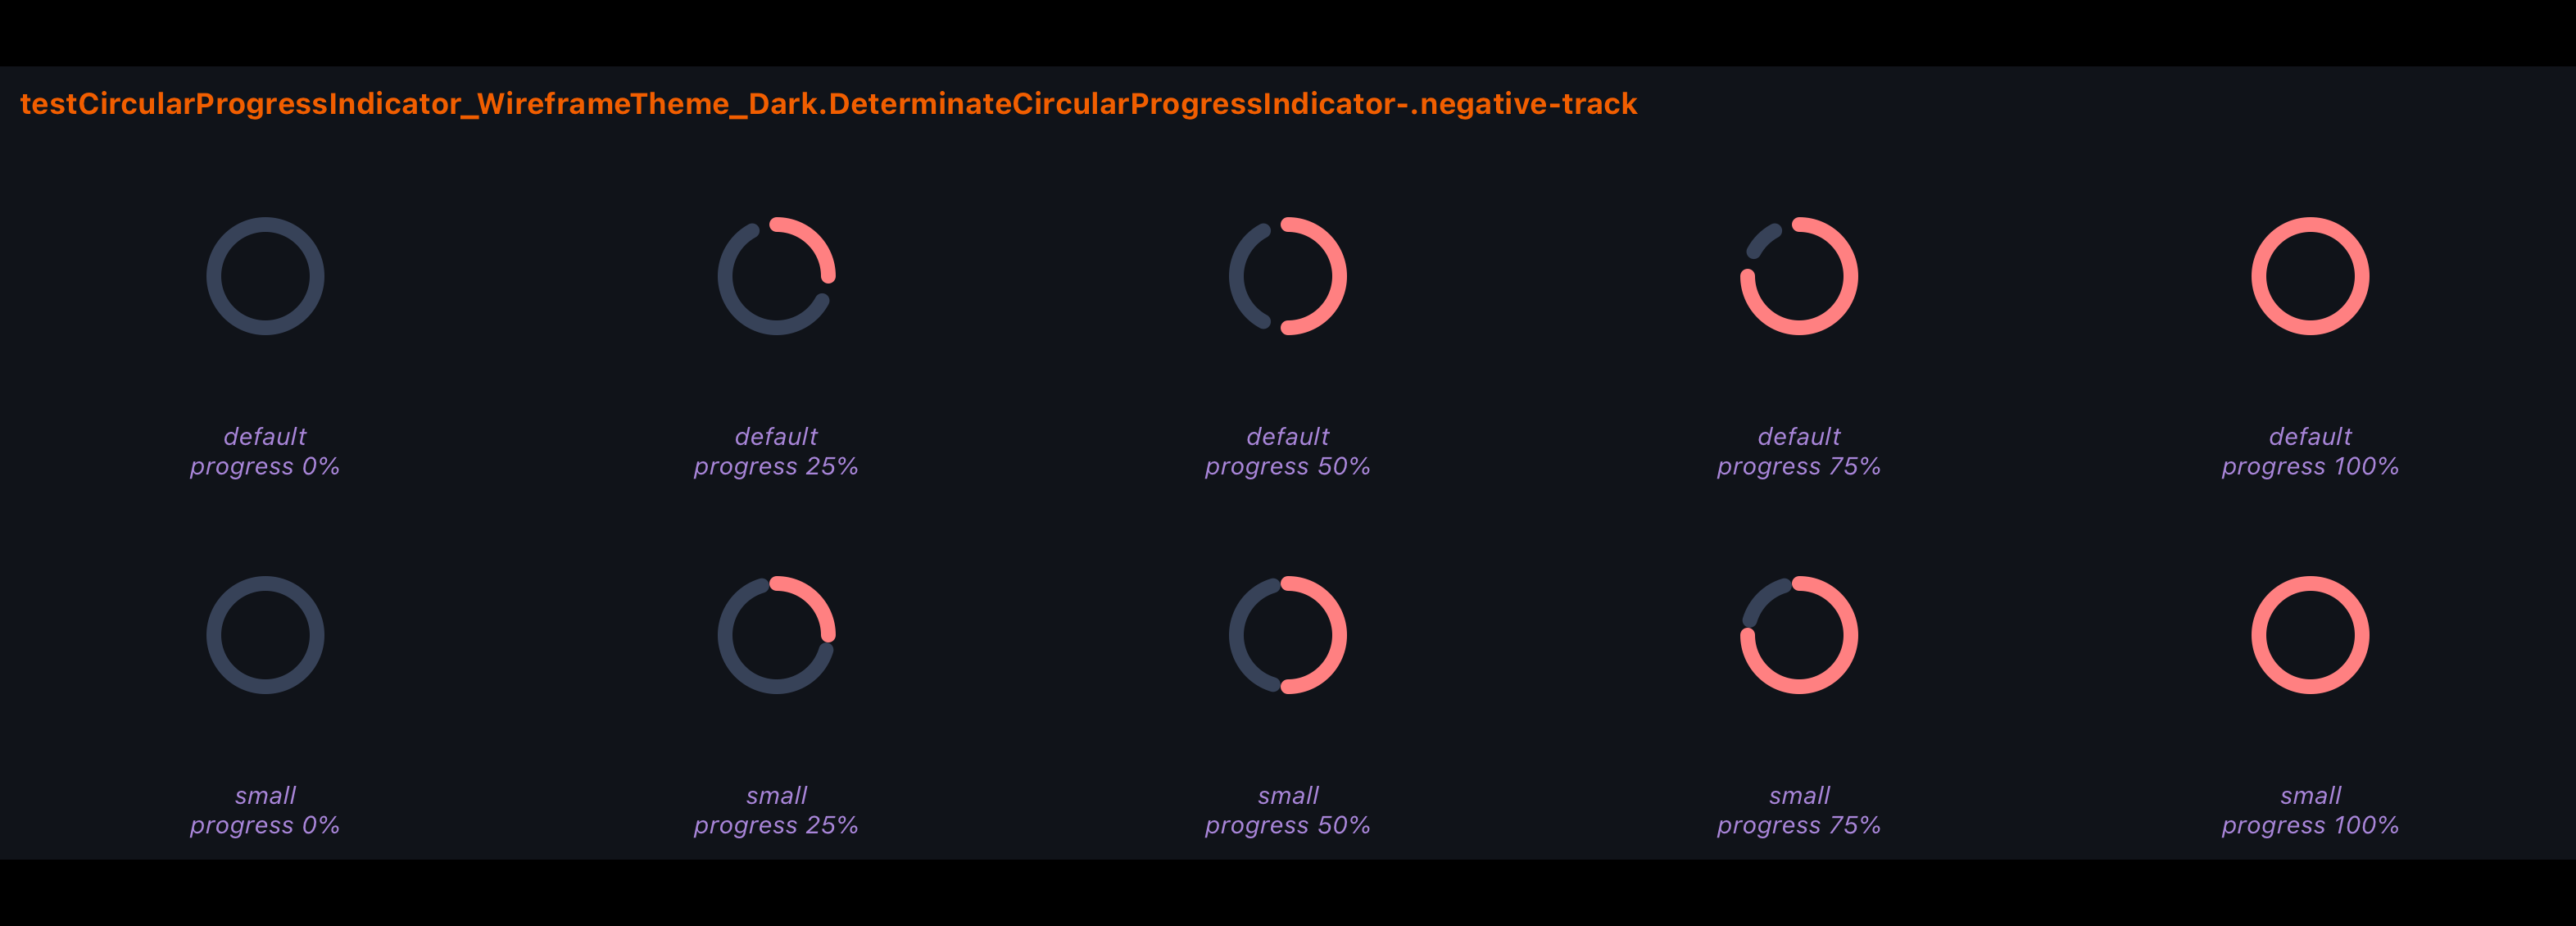 testCircularProgressIndicator_WireframeTheme_Dark.DeterminateCircularProgressIndicator-.negative-track
default
progress 0%
default
progress 25%
default
progress 50%
default
progress 75%
default
progress 100%
small
progress 0%
small
progress 25%
small
progress 50%
small
progress 75%
small
progress 100%